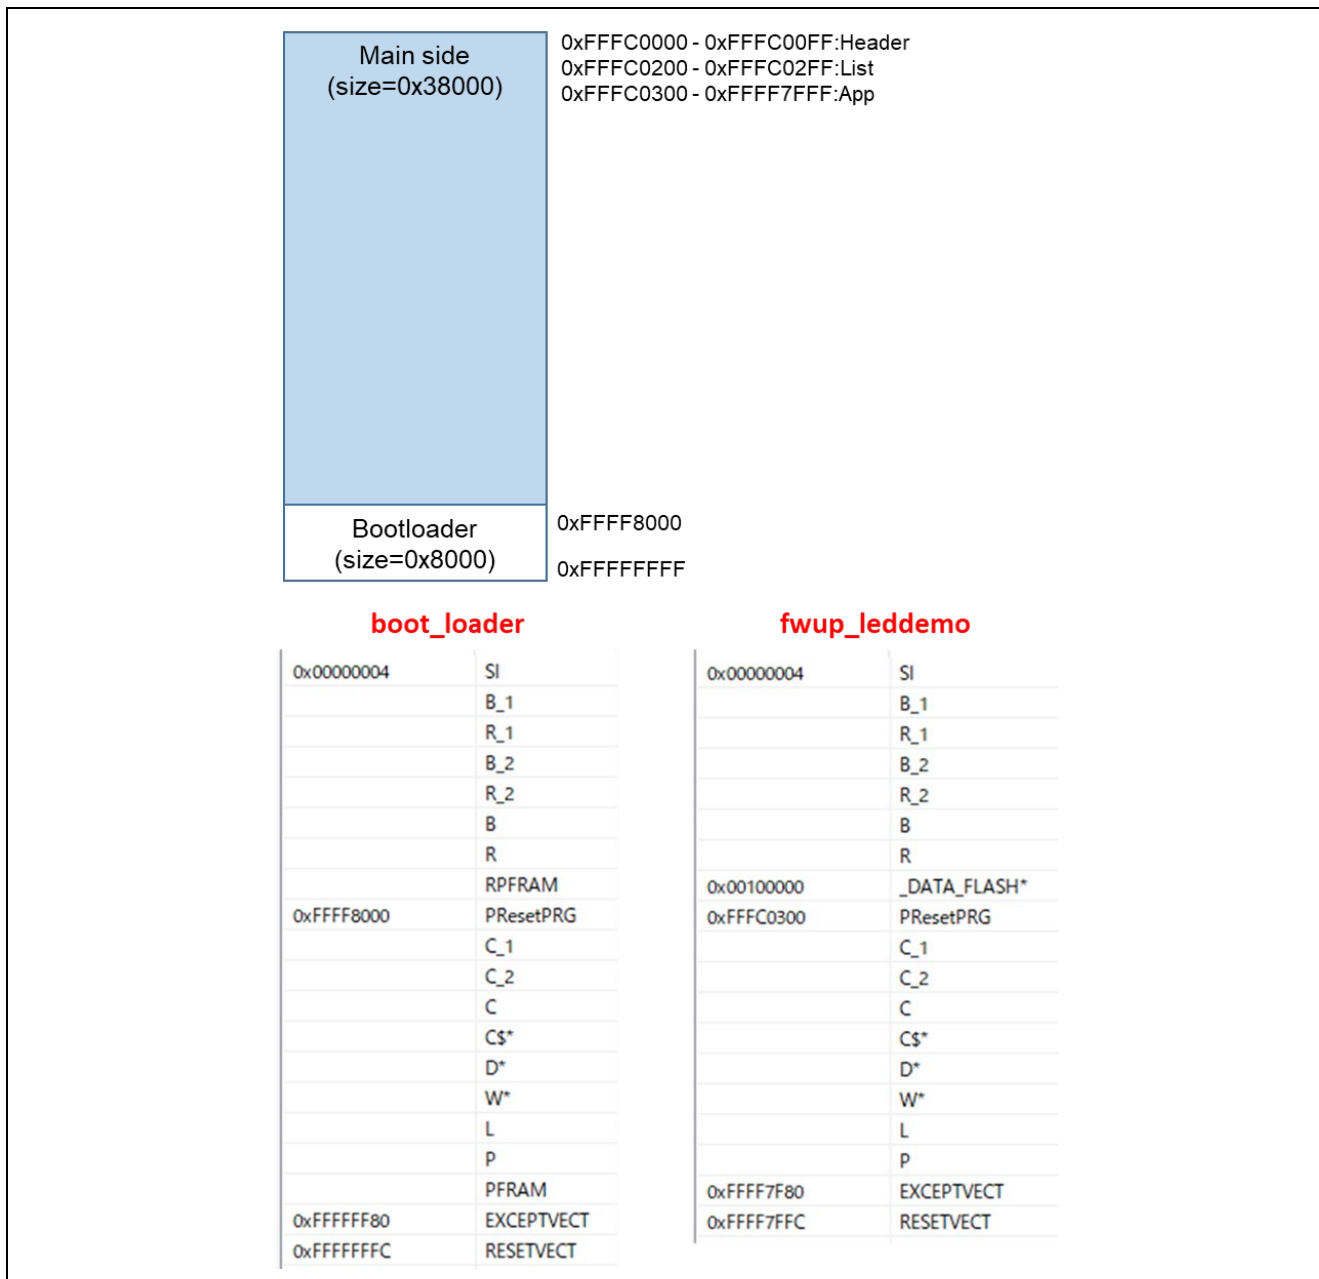 Main side
(size=0x38000)
0xFFFC0000 - 0xFFFC00FF:Header
0xFFFC0200 - 0xFFFC02FF:List
0xFFFC0300 - 0xFFFF7FFF:App
Bootloader
(size=0x8000)
0xFFFF8000
0xFFFFFFFF
boot_loader
0x00000004 SI
B_1
R_1
B_2
R_2
B
R
RPFRAM
0xFFFF8000 PResetPRG
C_1
C_2
C
C$*
D*
W*
L
P
PFRAM
0xFFFFFF80 EXCEPTVECT
0xFFFFFFFC RESETVECT
fwup_leddemo
0x00000004 SI
B_1
R_1
B_2
R_2
B
R
0x00100000 _DATA_FLASH*
0xFFFC0300 PResetPRG
C_1
C_2
C
C$*
D*
W*
L
P
0xFFFF7F80 EXCEPTVECT
0xFFFF7FFC RESETVECT